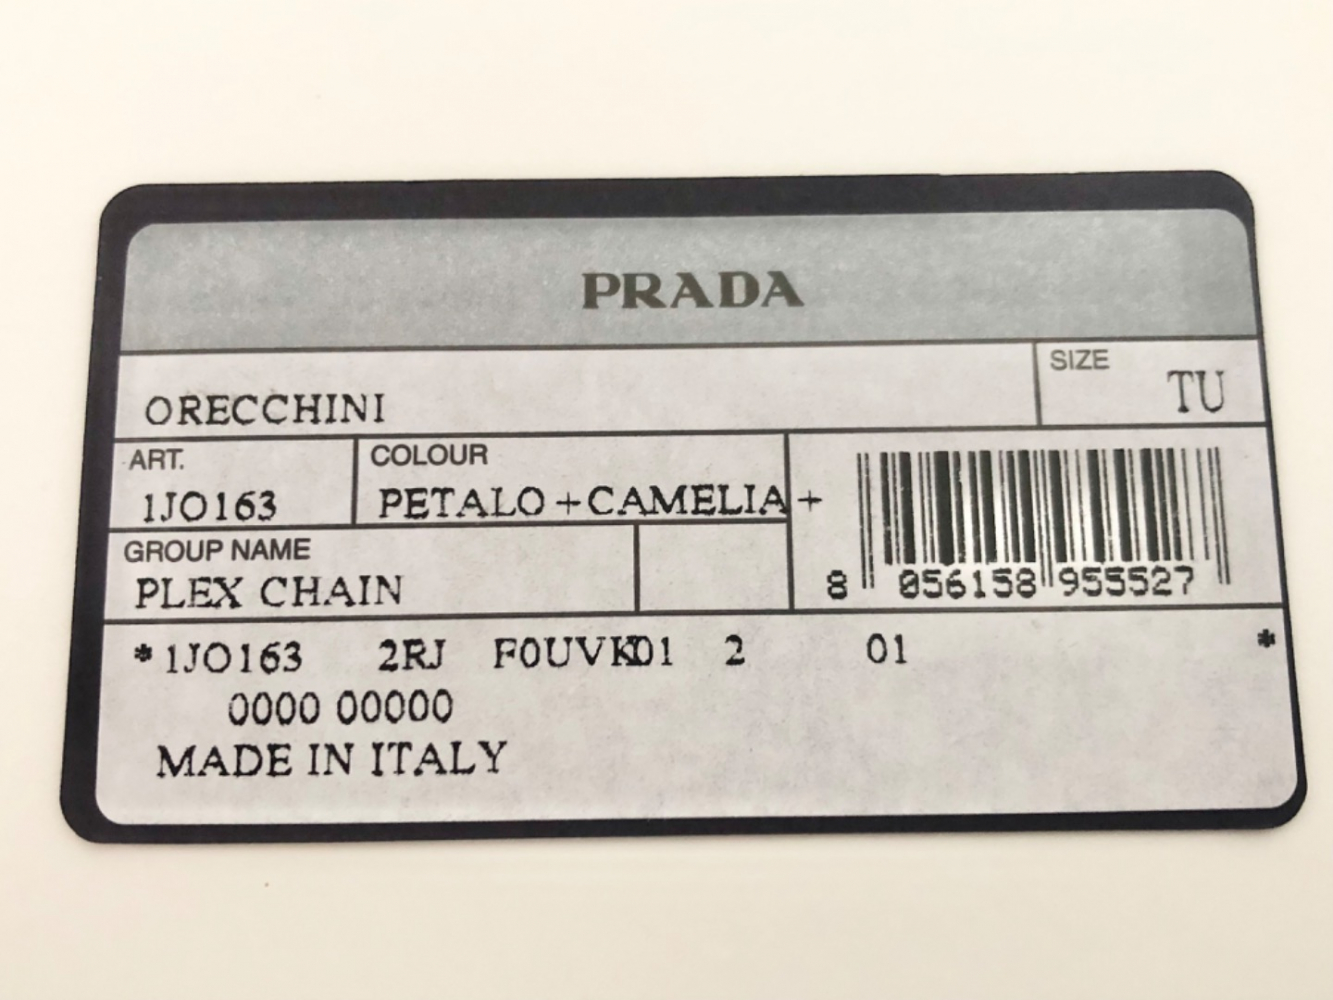 PRADA
ORECCHINI
SIZE
TU
ART.
1JO163
COLOUR
PETALO+CAMELIA+
GROUP NAME
PLEX CHAIN
8 056158 955527
*1JO163 2RJ F0UVK01 2 01 *
0000 00000
MADE IN ITALY